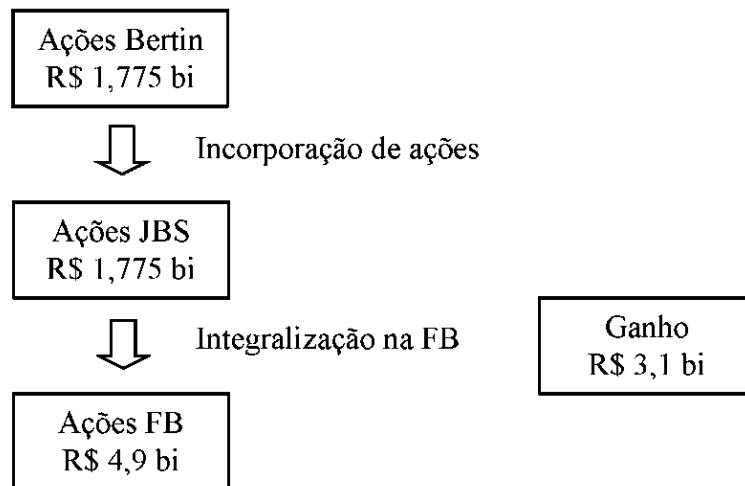 Ações Bertin
R$ 1,775 bi
Incorporação de ações
Ações JBS
R$ 1,775 bi
Integralização na FB
Ganho
R$ 3,1 bi
Ações FB
R$ 4,9 bi